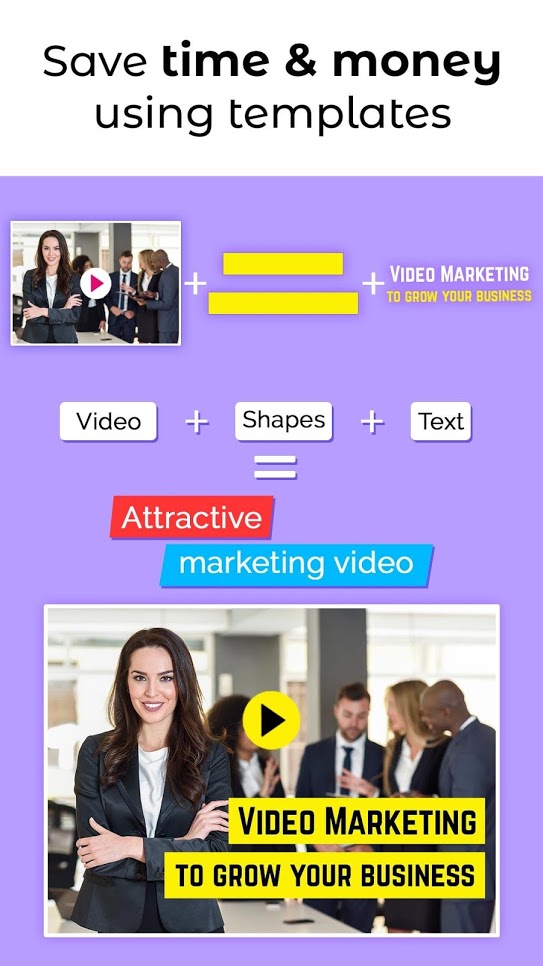 Save time & money
using templates
+ + Video Marketing
to grow your business
Video + Shapes + Text
=
Attractive
marketing video
Video Marketing
to grow your business